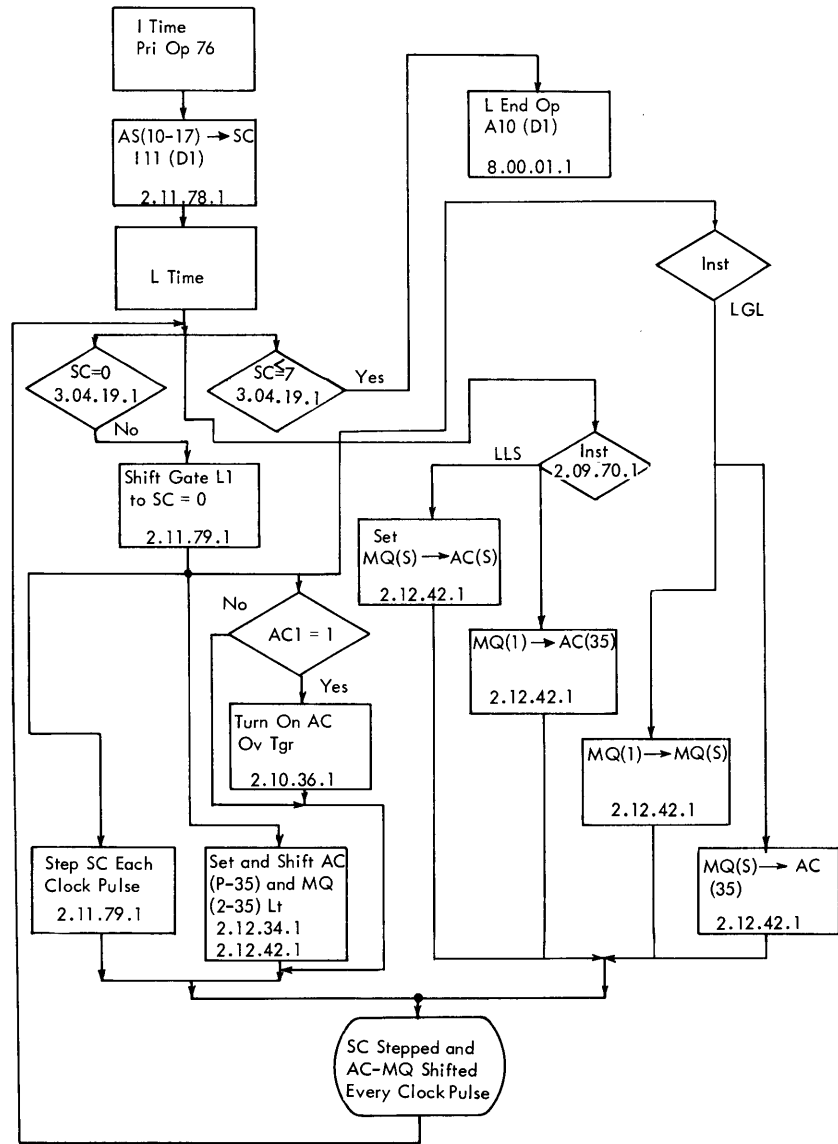 I Time
Pri Op 76
AS(10-17) → SC
I11 (D1)
2.11.78.1
L Time
L End Op
A10 (D1)
8.00.01.1
Inst
LGL
SC=0
3.04.19.1
No
SC≦7
3.04.19.1
Yes
Shift Gate L1
to SC = 0
2.11.79.1
LLS
Inst
2.09.70.1
Set
MQ(S) → AC(S)
2.12.42.1
No
AC1 = 1
Yes
MQ(1) → AC(35)
2.12.42.1
Turn On AC
Ov Tgr
2.10.36.1
MQ(1) → MQ(S)
2.12.42.1
Step SC Each
Clock Pulse
2.11.79.1
Set and Shift AC
(P-35) and MQ
(2-35) Lt
2.12.34.1
2.12.42.1
MQ(S) → AC
(35)
2.12.42.1
SC Stepped and
AC-MQ Shifted
Every Clock Pulse